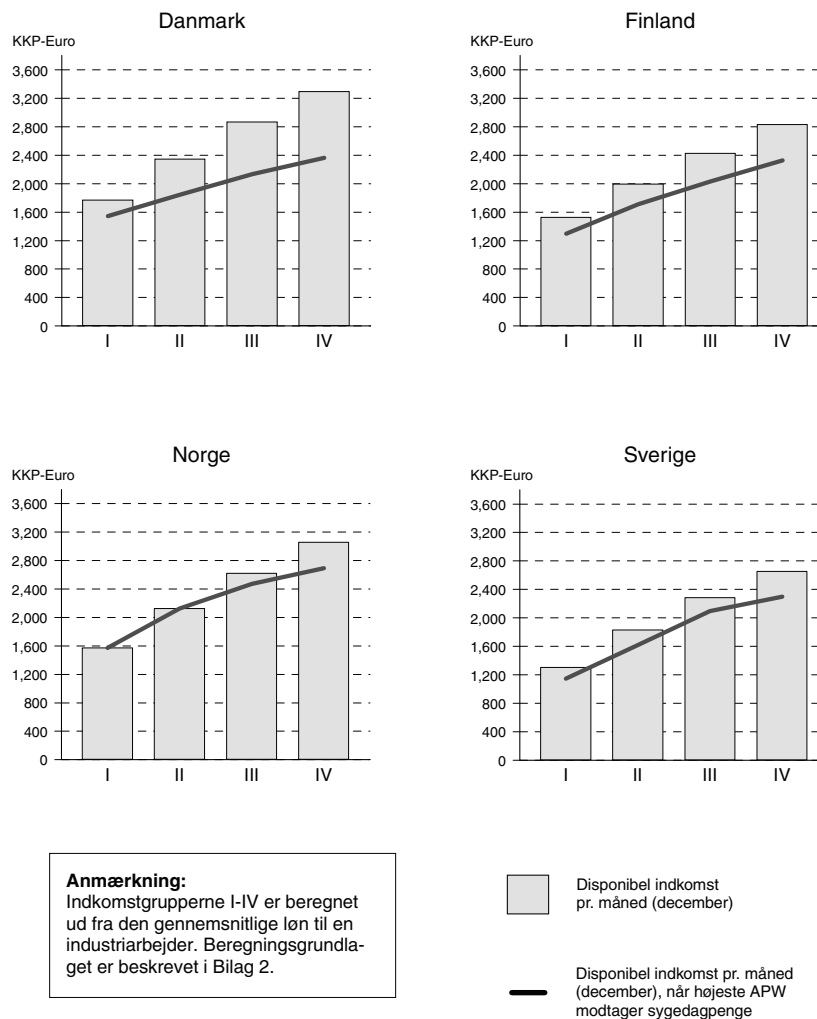 Danmark
KKP-Euro
3,600
3,200
2,800
2,400
2,000
1,600
1,200
800
400
0
I II III IV
Finland
KKP-Euro
3,600
3,200
2,800
2,400
2,000
1,600
1,200
800
400
0
I II III IV
Norge
KKP-Euro
3,600
3,200
2,800
2,400
2,000
1,600
1,200
800
400
0
I II III IV
Sverige
KKP-Euro
3,600
3,200
2,800
2,400
2,000
1,600
1,200
800
400
0
I II III IV
Anmærkning:
Indkomstgrupperne I-IV er beregnet
ud fra den gennemsnitlige løn til en
industriarbejder. Beregningsgrundla-
get er beskrevet i Bilag 2.
Disponibel indkomst
pr. måned (december)
Disponibel indkomst pr. måned
(december), når højeste APW
modtager sygedagpenge